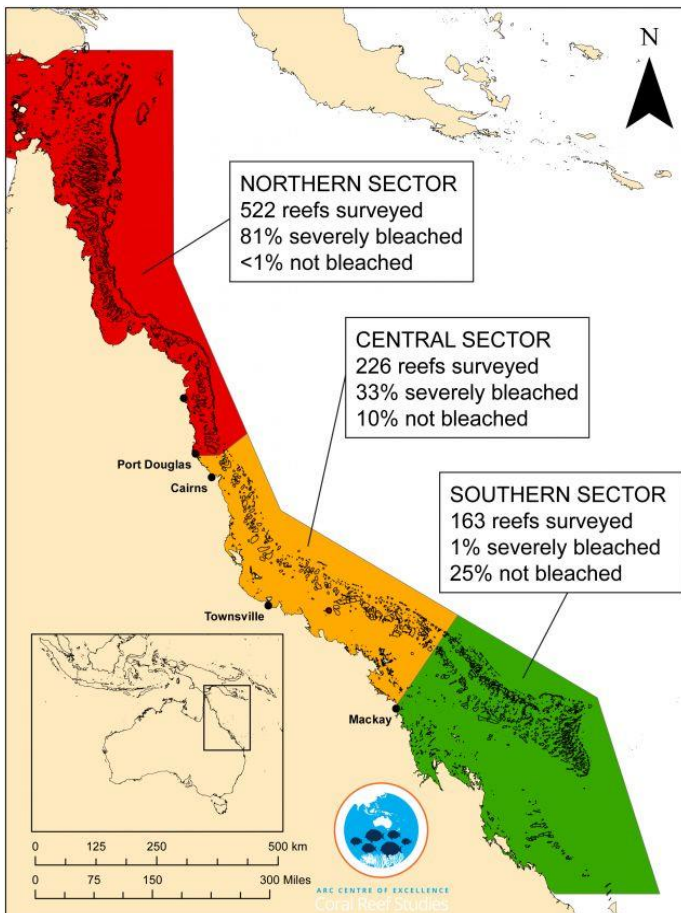 N
NORTHERN SECTOR
522 reefs surveyed
81% severely bleached
<1% not bleached
CENTRAL SECTOR
226 reefs surveyed
33% severely bleached
10% not bleached
Port Douglas
Cairns
SOUTHERN SECTOR
163 reefs surveyed
1% severely bleached
25% not bleached
Townsville
Mackay
0 125 250 500 km
0 75 150 300 Miles
ARC CENTRE OF EXCELLENCE
Coral Reef Studies